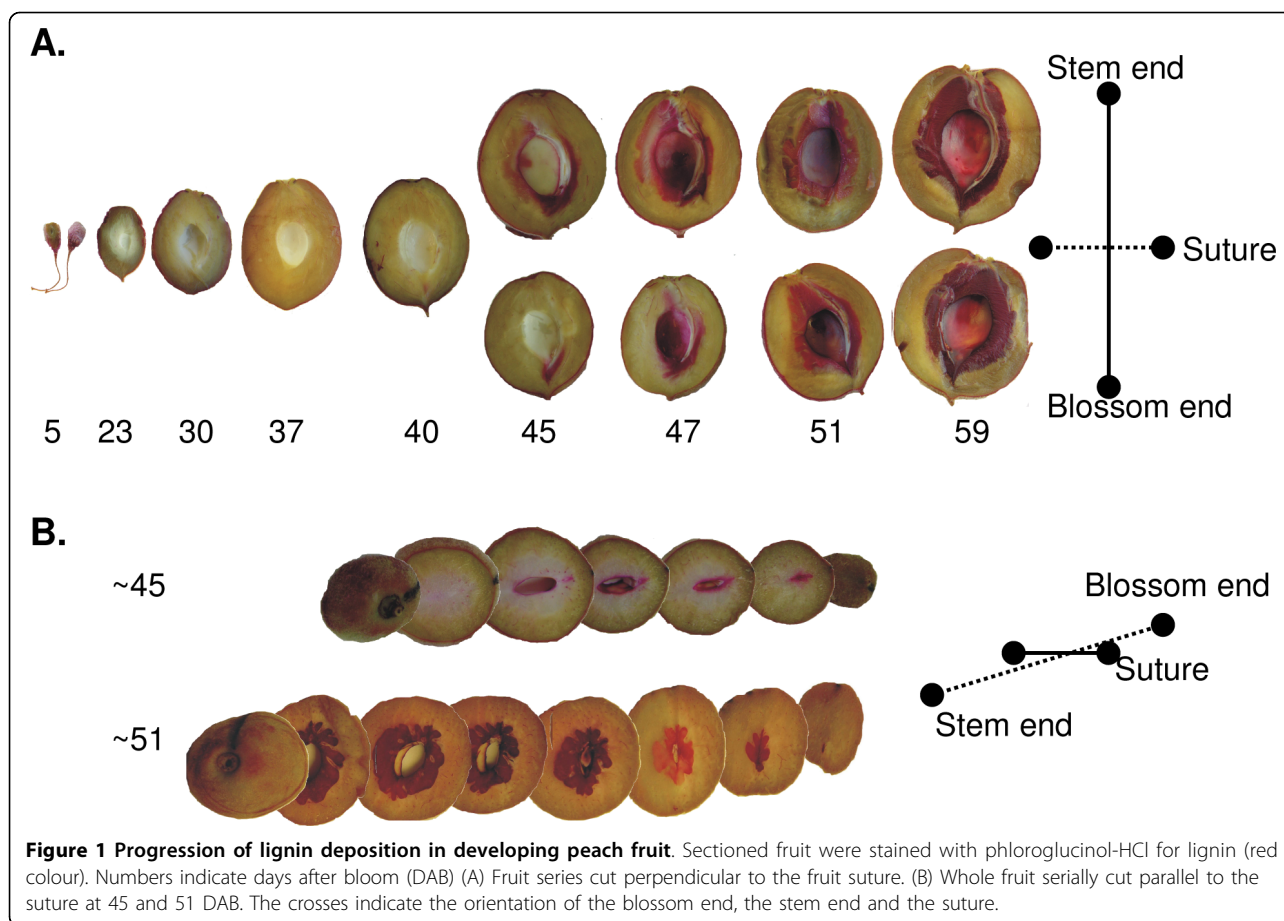 A.
Stem end
Suture
Blossom end
5 23 30 37 40 45 47 51 59
B.
~45
Blossom end
Suture
Stem end
~51
Figure 1 Progression of lignin deposition in developing peach fruit. Sectioned fruit were stained with phloroglucinol-HCl for lignin (red
colour). Numbers indicate days after bloom (DAB) (A) Fruit series cut perpendicular to the fruit suture. (B) Whole fruit serially cut parallel to the
suture at 45 and 51 DAB. The crosses indicate the orientation of the blossom end, the stem end and the suture.